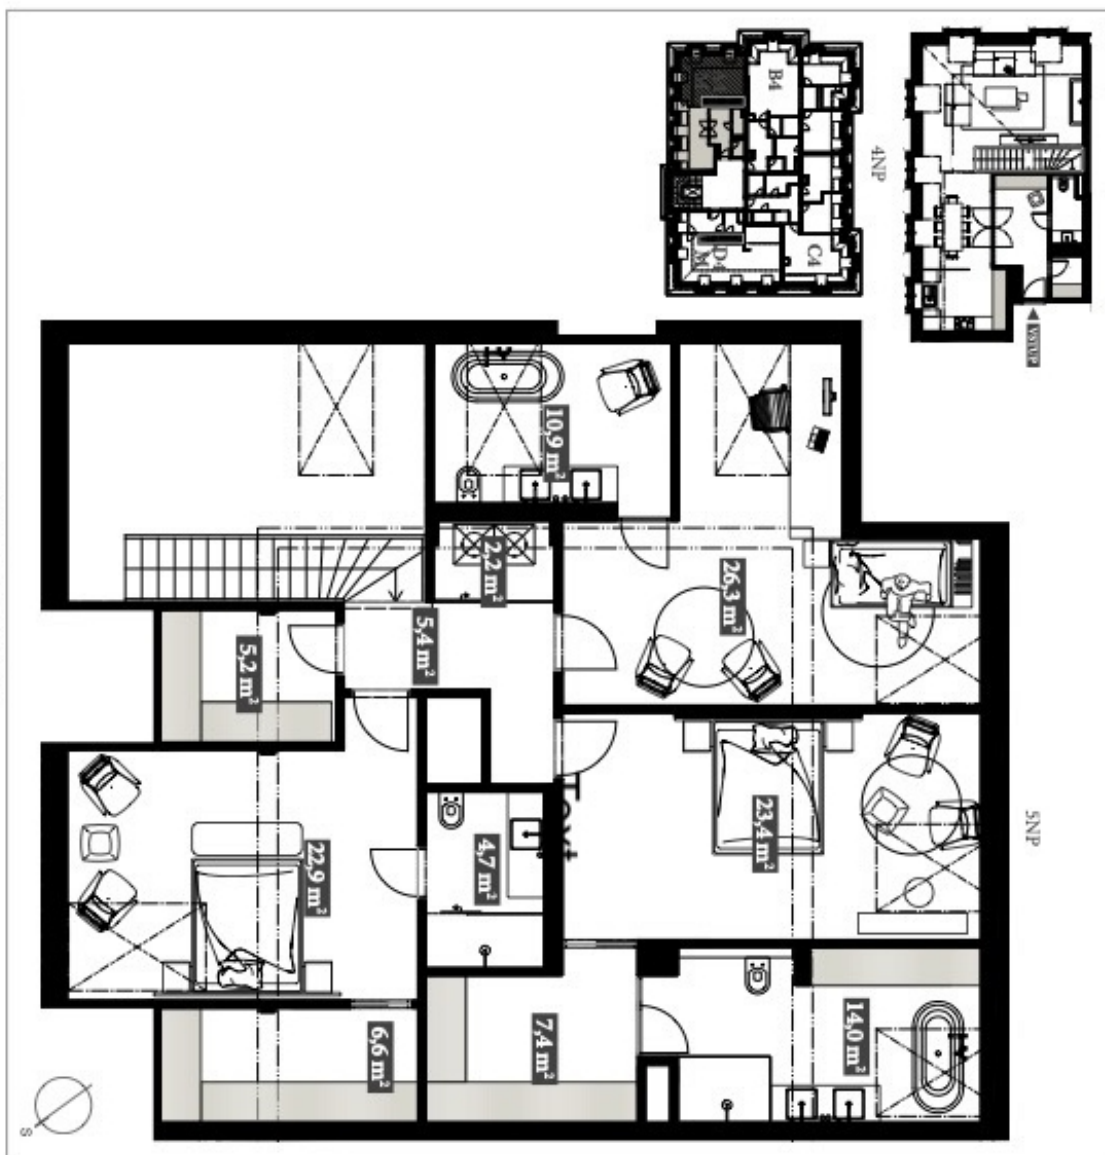 B4
4NP
C4
D4
M
VSTUP
10,9 m²
2,2 m²
26,3 m²
5,4 m²
5,2 m²
5NP
Text
23,4 m²
4,7 m²
22,9 m²
14,0 m²
7,4 m²
6,6 m²
S